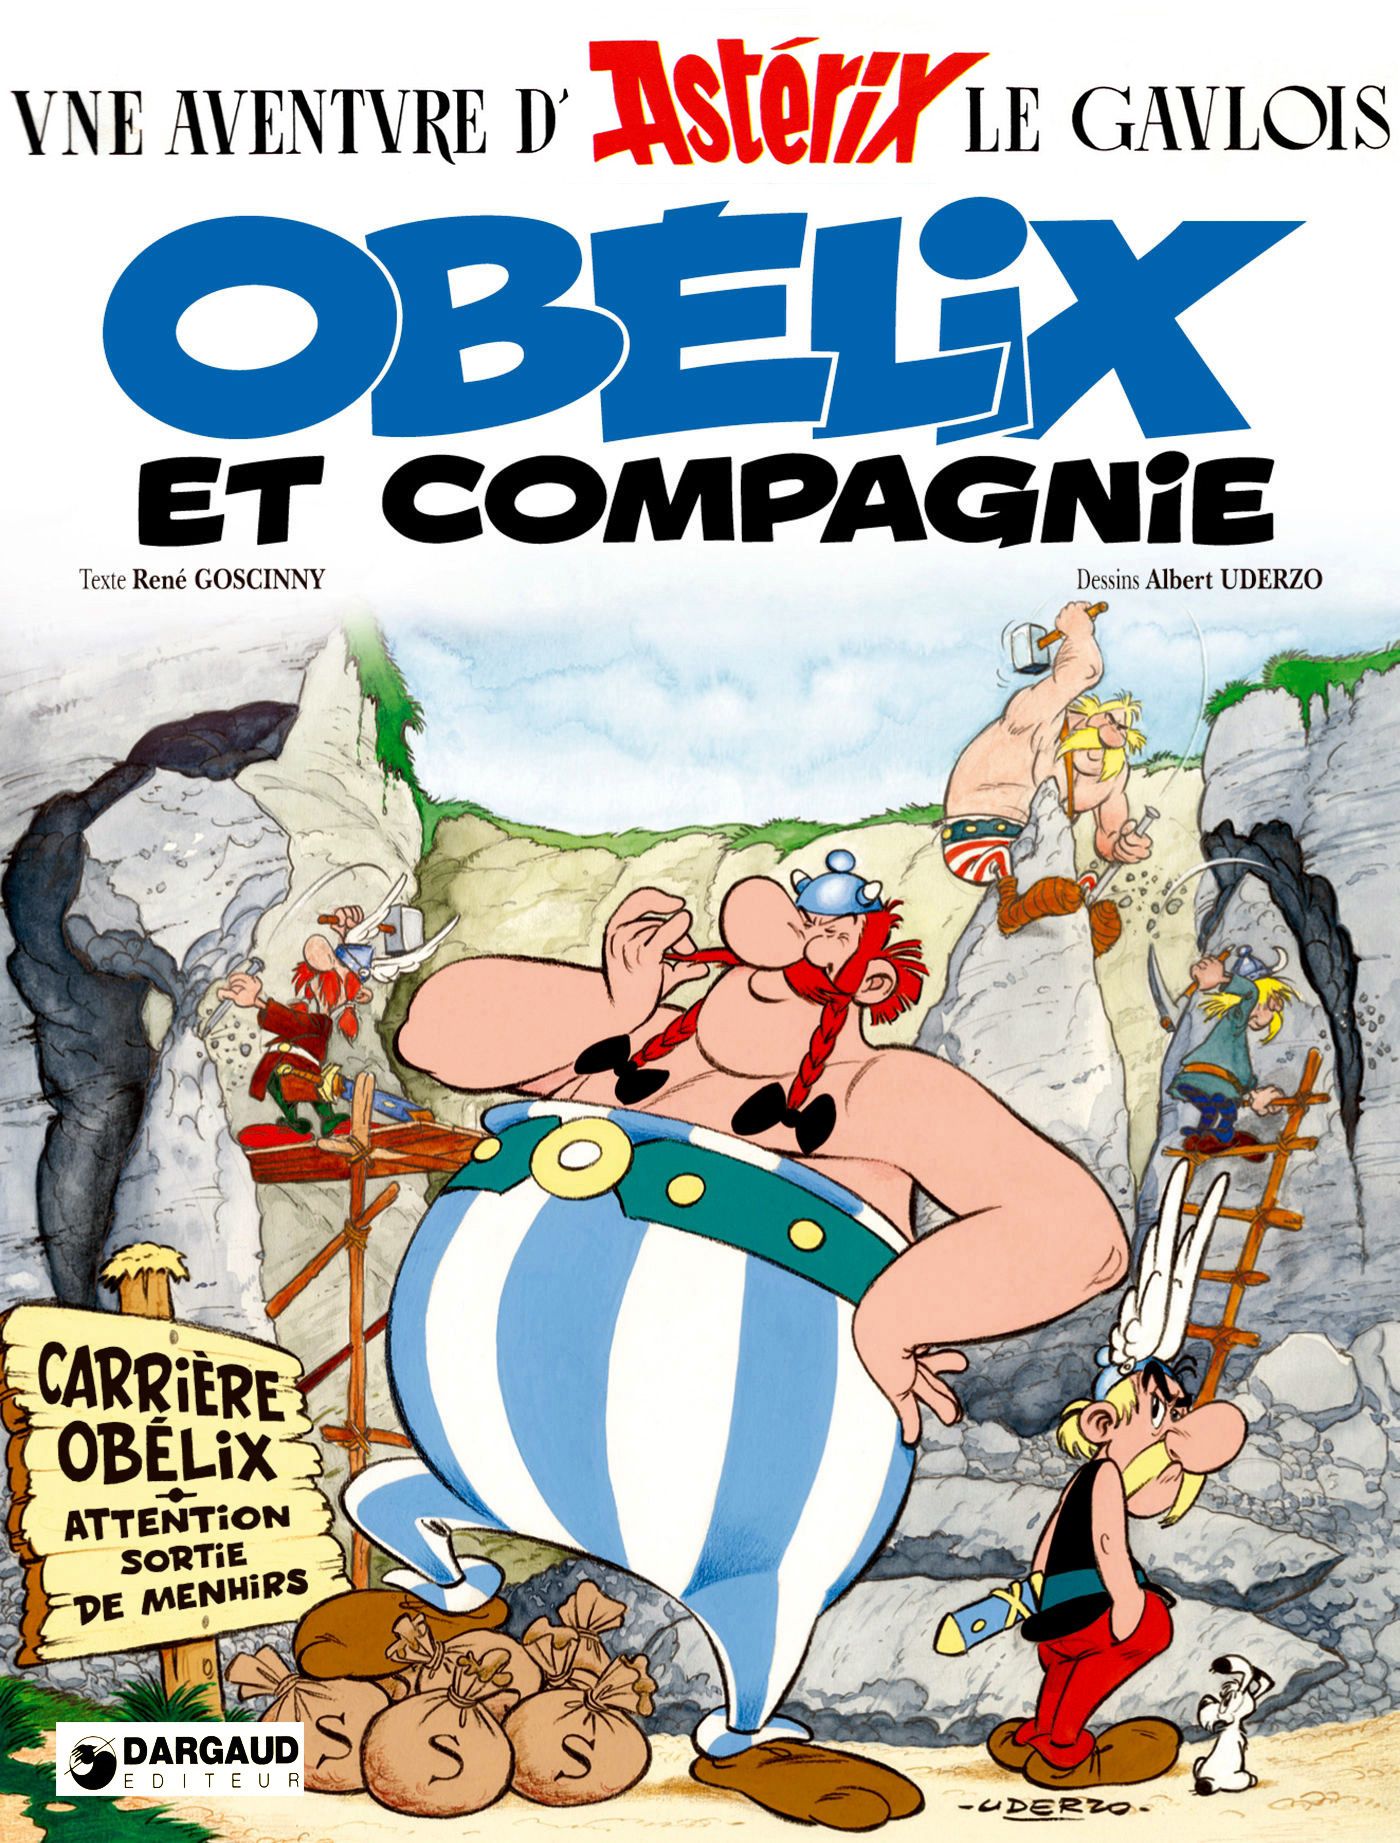 VNE AVENTVRE D' Astérix LE GAVLOIS
OBÉLiX
ET COMPAGNiE
Texte René GOSCINNY
Dessins Albert UDERZO
CARRiÈRE
OBÉLiX
ATTENTiON
SORTiE
DE MENHiRS
S S S
DARGAUD
EDITEUR
-UDERZO-